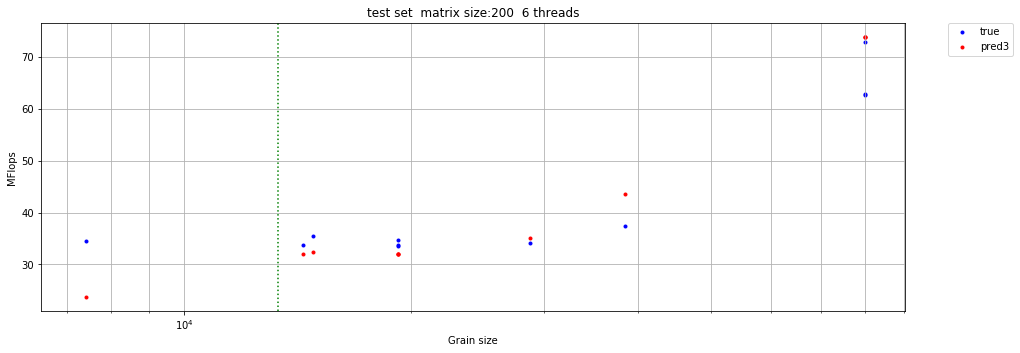 test set  matrix size:200  6 threads
true
pred3
MFlops
70
60
50
40
30
10⁴
Grain size